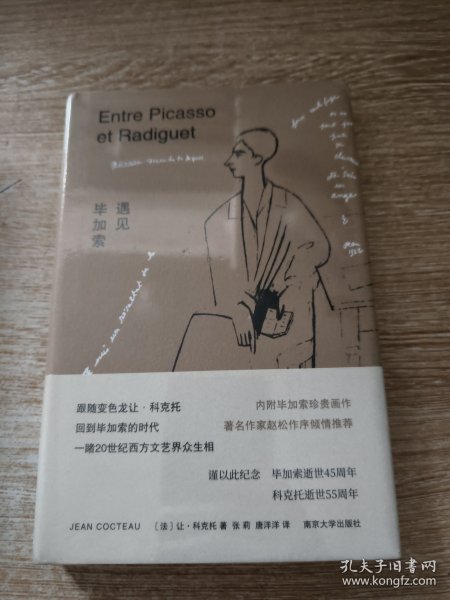 Entre Picasso
et Radiguet
遇见
毕加索
跟随变色龙让·科克托
回到毕加索的时代
一睹20世纪西方文艺界众生相
内附毕加索珍贵画作
著名作家赵松作序倾情推荐
谨以此纪念 毕加索逝世45周年
科克托逝世55周年
JEAN COCTEAU 〔法〕让·科克托 著 张莉 唐洋洋 译 南京大学出版社
孔夫子旧书网
www.kongfz.com